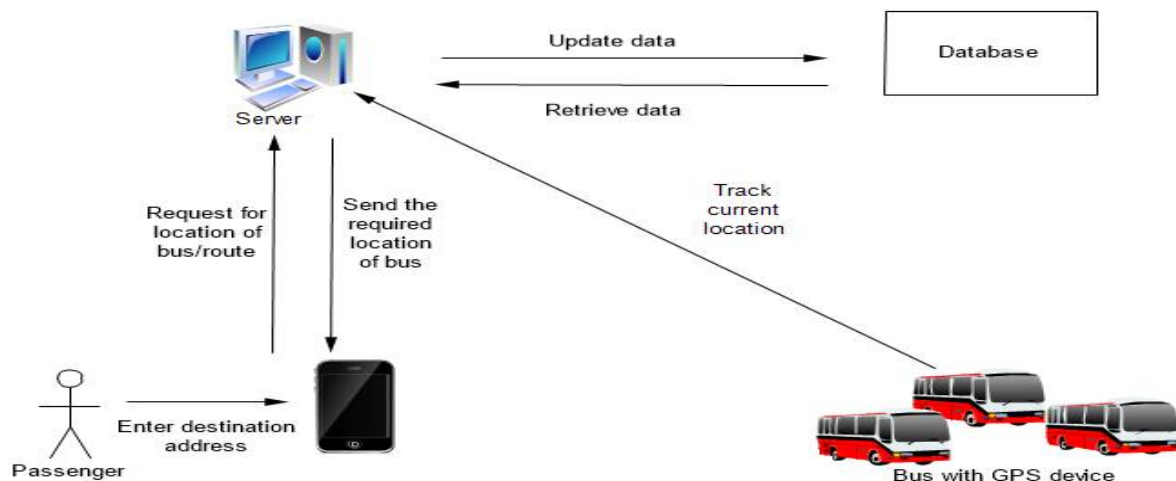 Update data
Database
Retrieve data
Server
Track
current
location
Request for
location of
bus/route
Send the
required
location
of bus
Enter destination
address
Passenger
Bus with GPS device